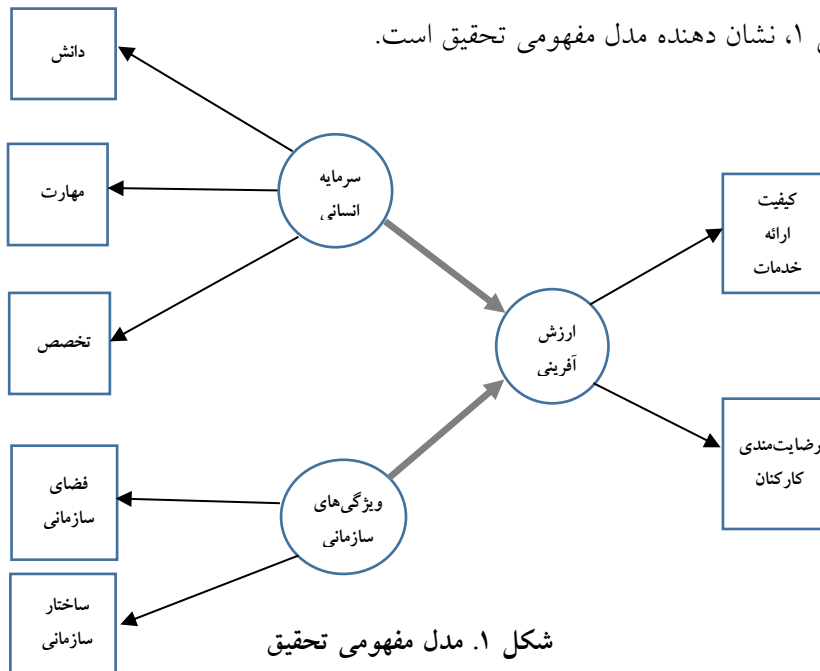 ۱، نشان دهنده مدل مفهومی تحقیق است.
دانش
مهارت
تخصص
فضای
سازمانی
ساختار
سازمانی
سرمایه
انسانی
ویژگی‌های
سازمانی
ارزش
آفرینی
کیفیت
ارائه
خدمات
رضایت‌مندی
کارکنان
شکل ۱. مدل مفهومی تحقیق